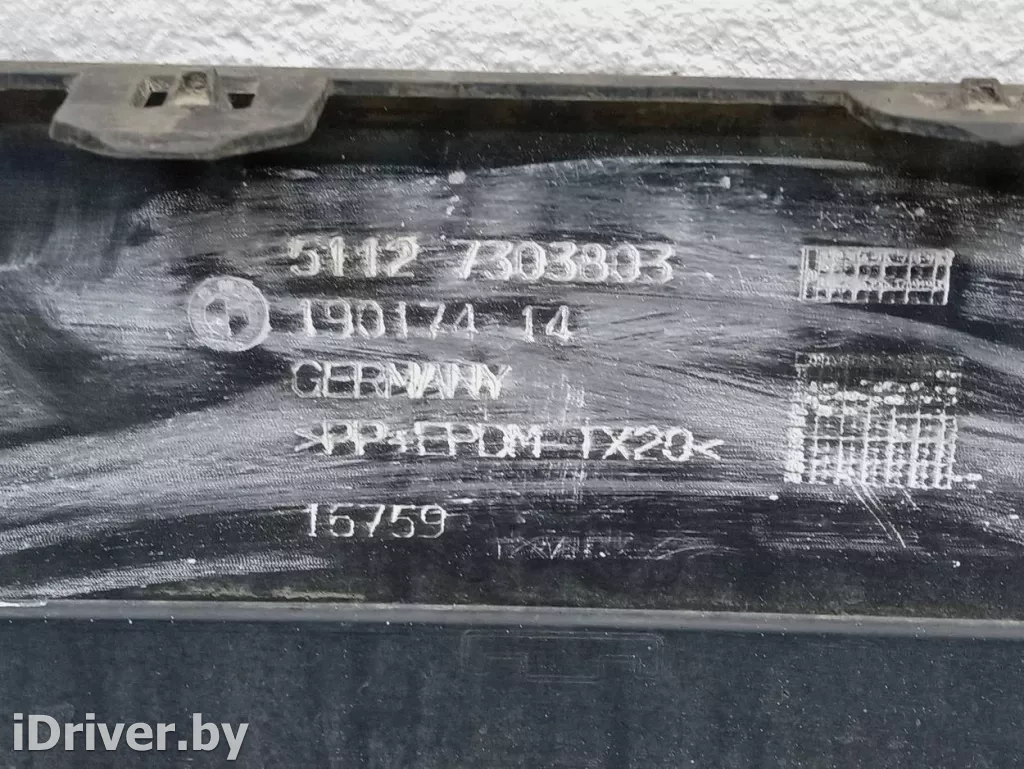 5112 7303803
190174 14
GERMANY
>PP+EPDM-TX20<
15759
iDriver.by